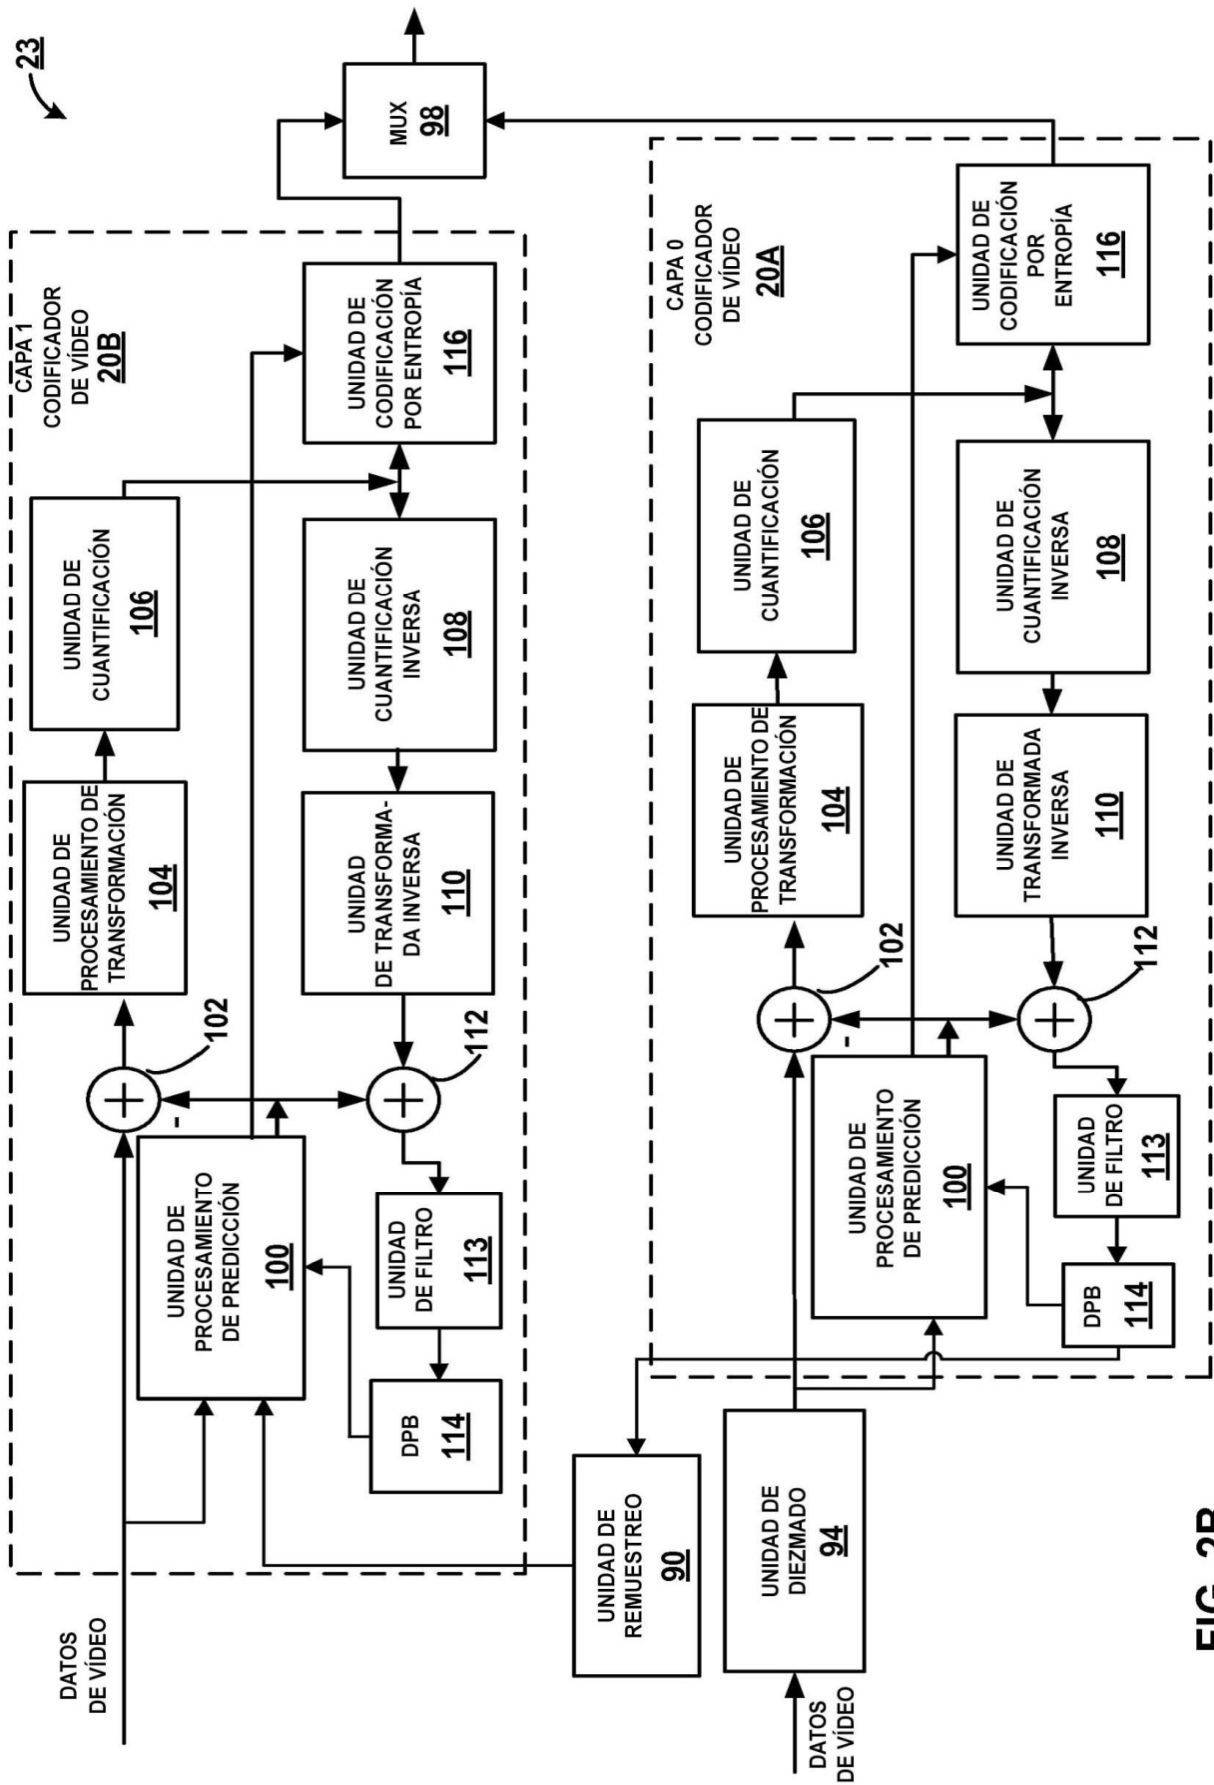 23
CAPA 1
CODIFICADOR
DE VÍDEO
20B
DATOS
DE VÍDEO
102
-
UNIDAD DE
PROCESAMIENTO DE
TRANSFORMACIÓN
104
UNIDAD DE
CUANTIFICACIÓN
106
UNIDAD DE
PROCESAMIENTO
DE PREDICCIÓN
100
112
UNIDAD
DE TRANSFORMA-
DA INVERSA
110
UNIDAD DE
CUANTIFICACIÓN
INVERSA
108
UNIDAD DE
CODIFICACIÓN
POR ENTROPÍA
116
MUX
98
UNIDAD
DE FILTRO
113
DPB
114
UNIDAD DE
REMUESTREO
90
CAPA 0
CODIFICADOR
DE VÍDEO
20A
DATOS
DE VÍDEO
UNIDAD DE
DIEZMADO
94
102
-
UNIDAD DE
PROCESAMIENTO DE
TRANSFORMACIÓN
104
UNIDAD DE
CUANTIFICACIÓN
106
UNIDAD DE
PROCESAMIENTO
DE PREDICCIÓN
100
112
UNIDAD DE
TRANSFORMADA
INVERSA
110
UNIDAD DE
CUANTIFICACIÓN
INVERSA
108
UNIDAD DE
CODIFICACIÓN
POR
ENTROPÍA
116
UNIDAD
DE FILTRO
113
DPB
114
FIG. 2B